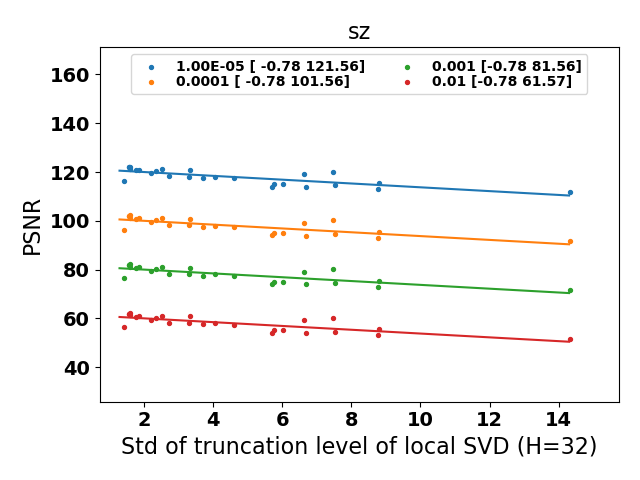 sz
1.00E-05 [ -0.78 121.56]
0.0001 [ -0.78 101.56]
0.001 [-0.78 81.56]
0.01 [-0.78 61.57]
160
140
120
100
80
60
40
PSNR
2 4 6 8 10 12 14
Std of truncation level of local SVD (H=32)